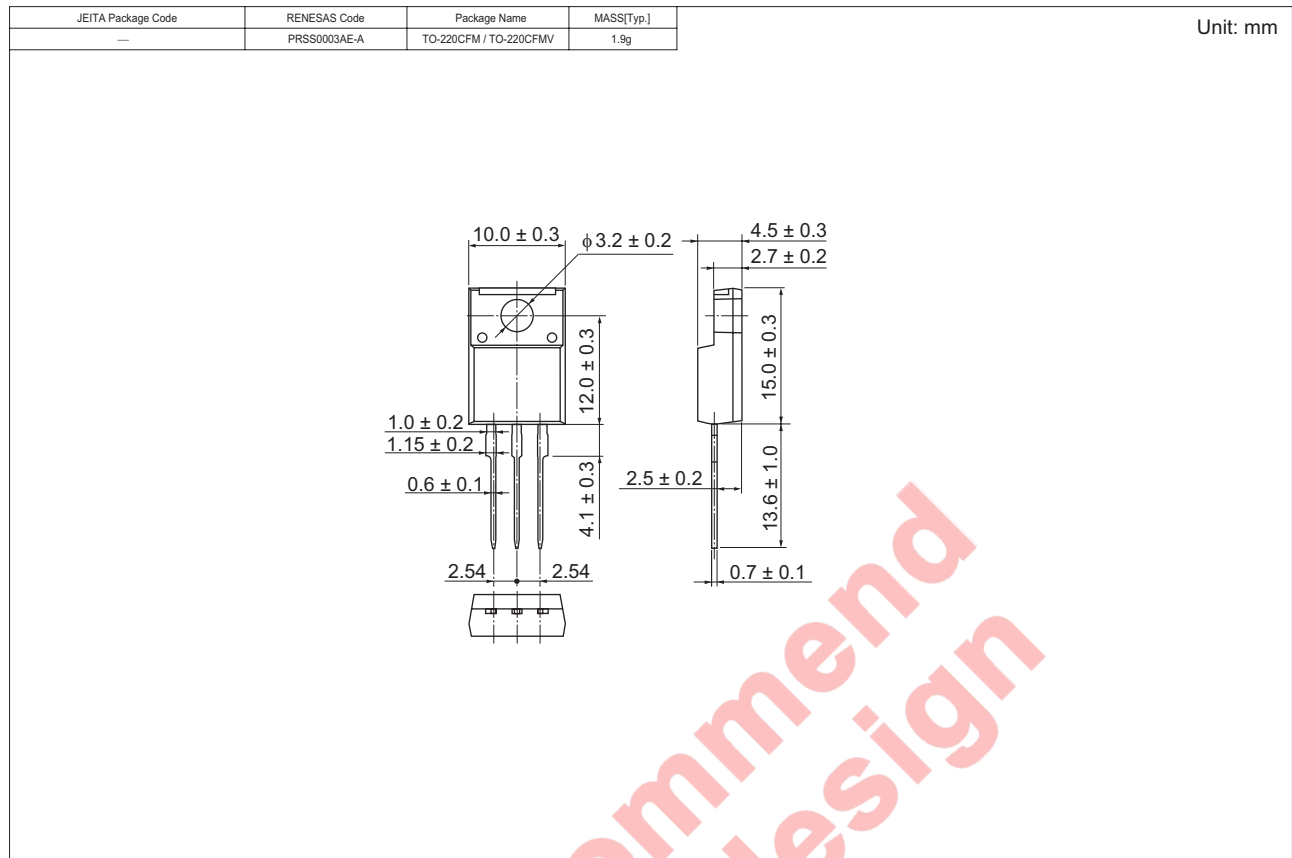 JEITA Package Code RENESAS Code Package Name MASS[Typ.]
— PRSS0003AE-A TO-220CFM / TO-220CFMV 1.9g
Unit: mm
10.0 ± 0.3
ϕ 3.2 ± 0.2
4.5 ± 0.3
2.7 ± 0.2
12.0 ± 0.3
15.0 ± 0.3
1.0 ± 0.2
1.15 ± 0.2
0.6 ± 0.1
4.1 ± 0.3
2.5 ± 0.2
13.6 ± 1.0
2.54 2.54
0.7 ± 0.1
ommend
design